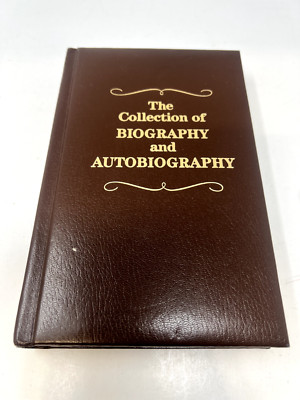 The
Collection of
BIOGRAPHY
and
AUTOBIOGRAPHY